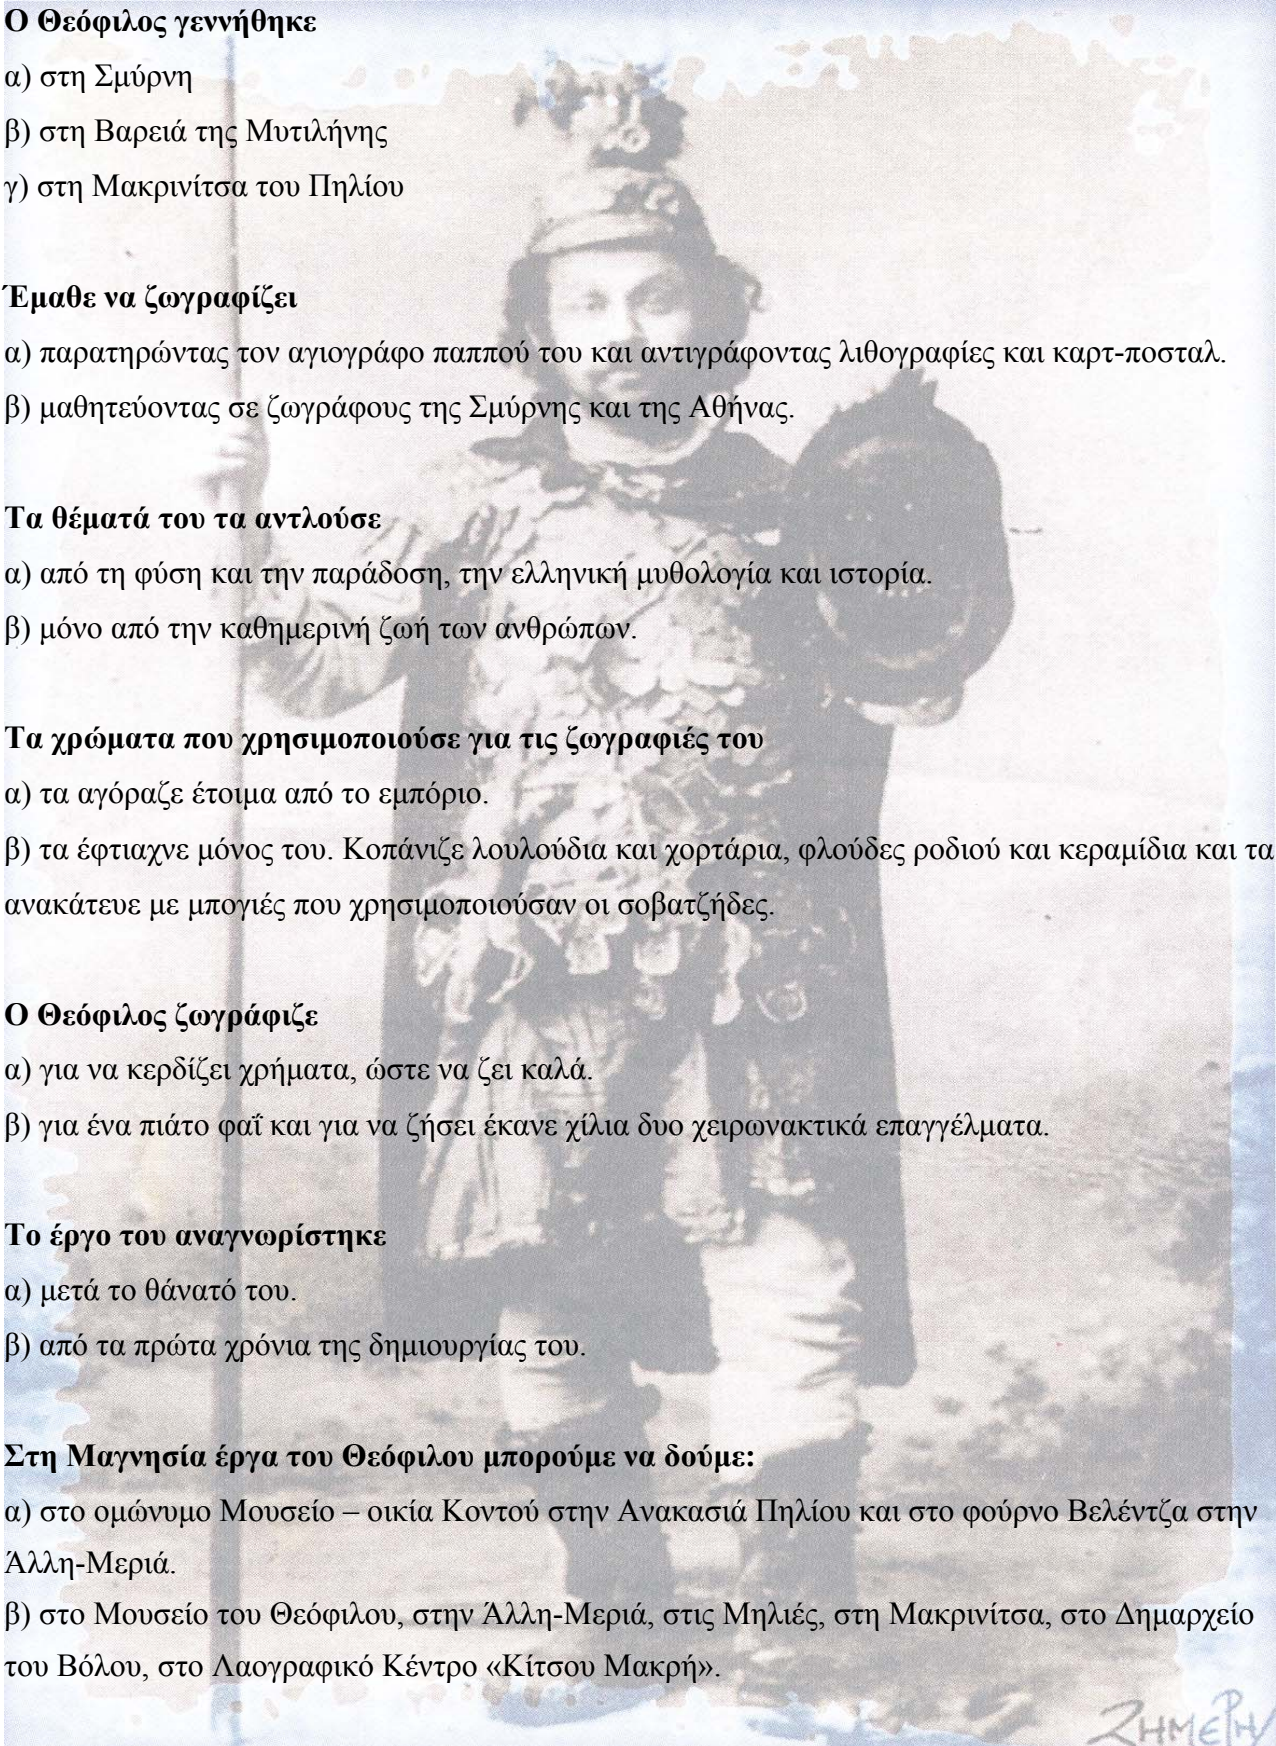 Ο Θεόφιλος γεννήθηκε
α) στη Σμύρνη
β) στη Βαρειά της Μυτιλήνης
γ) στη Μακρινίτσα του Πηλίου
Έμαθε να ζωγραφίζει
α) παρατηρώντας τον αγιογράφο παππού του και αντιγράφοντας λιθογραφίες και καρτ-ποσταλ.
β) μαθητεύοντας σε ζωγράφους της Σμύρνης και της Αθήνας.
Τα θέματά του τα αντλούσε
α) από τη φύση και την παράδοση, την ελληνική μυθολογία και ιστορία.
β) μόνο από την καθημερινή ζωή των ανθρώπων.
Τα χρώματα που χρησιμοποιούσε για τις ζωγραφιές του
α) τα αγόραζε έτοιμα από το εμπόριο.
β) τα έφτιαχνε μόνος του. Κοπάνιζε λουλούδια και χορτάρια, φλούδες ροδιού και κεραμίδια και τα
ανακάτευε με μπογιές που χρησιμοποιούσαν οι σοβατζήδες.
Ο Θεόφιλος ζωγράφιζε
α) για να κερδίζει χρήματα, ώστε να ζει καλά.
β) για ένα πιάτο φαΐ και για να ζήσει έκανε χίλια δυο χειρωνακτικά επαγγέλματα.
Το έργο του αναγνωρίστηκε
α) μετά το θάνατό του.
β) από τα πρώτα χρόνια της δημιουργίας του.
Στη Μαγνησία έργα του Θεόφιλου μπορούμε να δούμε:
α) στο ομώνυμο Μουσείο – οικία Κοντού στην Ανακασιά Πηλίου και στο φούρνο Βελέντζα στην
Άλλη-Μεριά.
β) στο Μουσείο του Θεόφιλου, στην Άλλη-Μεριά, στις Μηλιές, στη Μακρινίτσα, στο Δημαρχείο
του Βόλου, στο Λαογραφικό Κέντρο «Κίτσου Μακρή».
ΖΗΜΕΡΗ